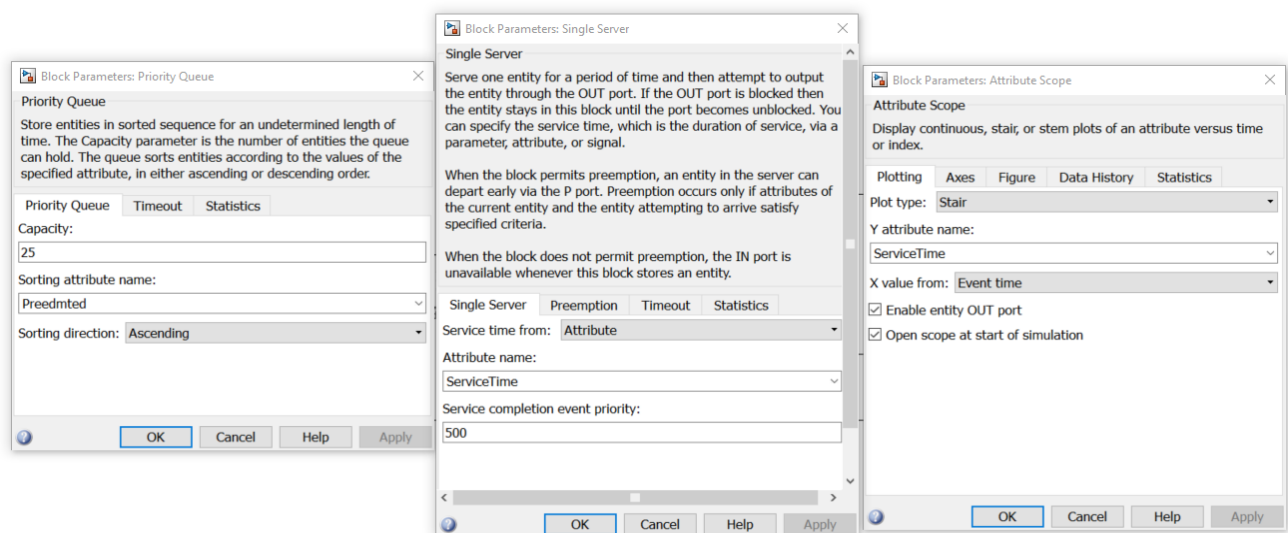 Block Parameters: Priority Queue
Priority Queue
Store entities in sorted sequence for an undetermined length of
time. The Capacity parameter is the number of entities the queue
can hold. The queue sorts entities according to the values of the
specified attribute, in either ascending or descending order.
Priority Queue Timeout Statistics
Capacity:
25
Sorting attribute name:
Preedmted
Sorting direction: Ascending
OK Cancel Help Apply
Block Parameters: Single Server
Single Server
Serve one entity for a period of time and then attempt to output
the entity through the OUT port. If the OUT port is blocked then
the entity stays in this block until the port becomes unblocked. You
can specify the service time, which is the duration of service, via a
parameter, attribute, or signal.
When the block permits preemption, an entity in the server can
depart early via the P port. Preemption occurs only if attributes of
the current entity and the entity attempting to arrive satisfy
specified criteria.
When the block does not permit preemption, the IN port is
unavailable whenever this block stores an entity.
Single Server Preemption Timeout Statistics
Service time from: Attribute
Attribute name:
ServiceTime
Service completion event priority:
500
OK Cancel Help Apply
Block Parameters: Attribute Scope
Attribute Scope
Display continuous, stair, or stem plots of an attribute versus time
or index.
Plotting Axes Figure Data History Statistics
Plot type: Stair
Y attribute name:
ServiceTime
X value from: Event time
Enable entity OUT port
Open scope at start of simulation
OK Cancel Help Apply